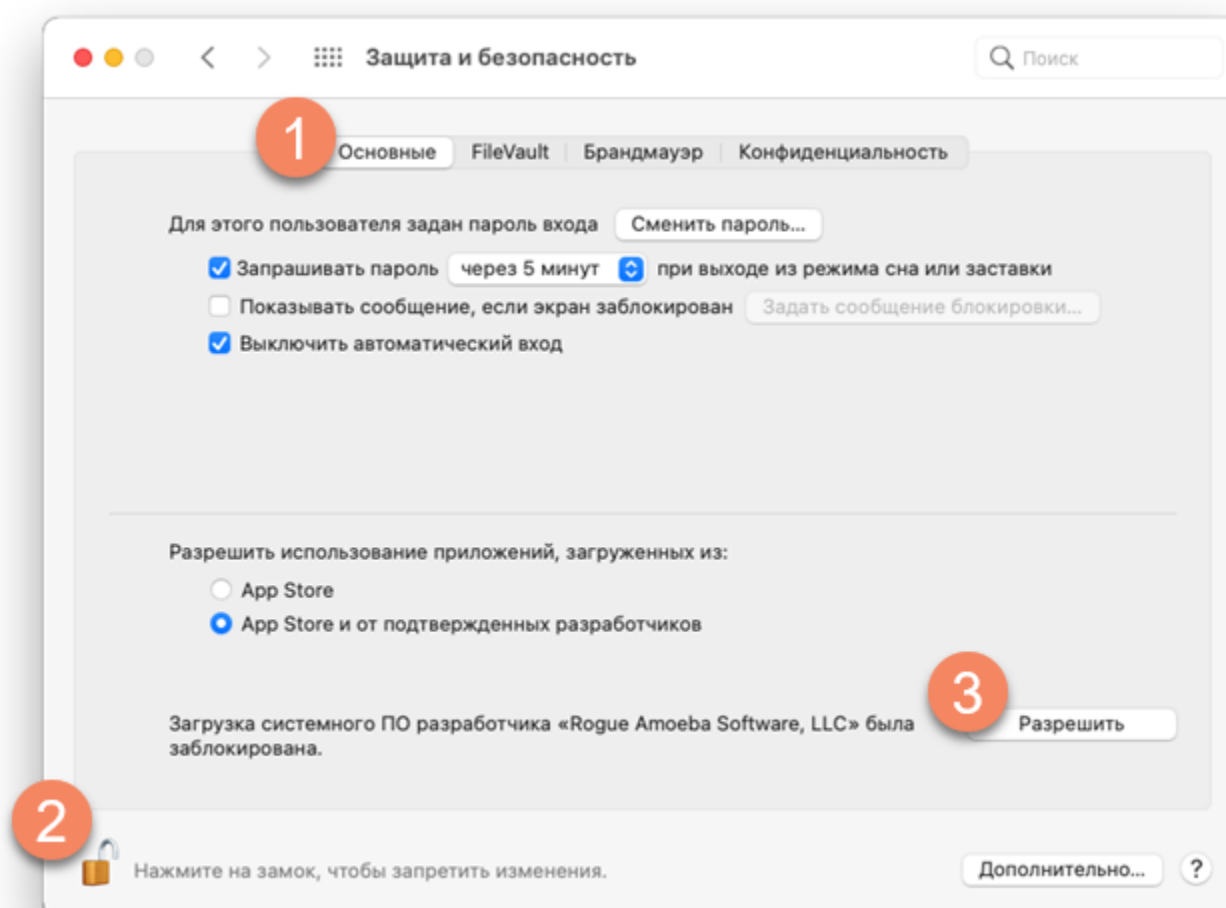 Защита и безопасность
Поиск
1
Основные FileVault Брандмауэр Конфиденциальность
Для этого пользователя задан пароль входа Сменить пароль...
Запрашивать пароль через 5 минут при выходе из режима сна или заставки
Показывать сообщение, если экран заблокирован Задать сообщение блокировки...
Выключить автоматический вход
Разрешить использование приложений, загруженных из:
App Store
App Store и от подтвержденных разработчиков
3
Загрузка системного ПО разработчика «Rogue Amoeba Software, LLC» была Разрешить
заблокирована.
2
Нажмите на замок, чтобы запретить изменения. Дополнительно... ?